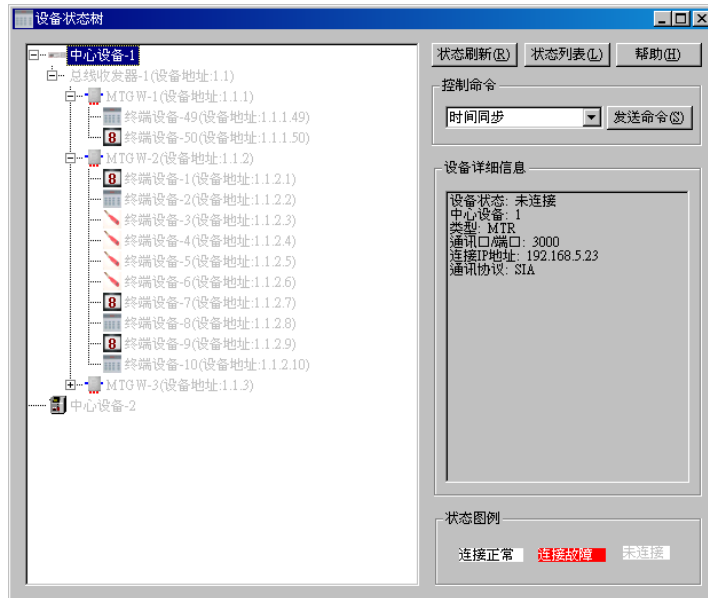 设备状态树
中心设备-1
总线收发器-1(设备地址:1.1)
MTGW-1(设备地址:1.1.1)
终端设备-49(设备地址:1.1.1.49)
8 终端设备-50(设备地址:1.1.1.50)
MTGW-2(设备地址:1.1.2)
8 终端设备-1(设备地址:1.1.2.1)
终端设备-2(设备地址:1.1.2.2)
终端设备-3(设备地址:1.1.2.3)
终端设备-4(设备地址:1.1.2.4)
终端设备-5(设备地址:1.1.2.5)
终端设备-6(设备地址:1.1.2.6)
8 终端设备-7(设备地址:1.1.2.7)
终端设备-8(设备地址:1.1.2.8)
8 终端设备-9(设备地址:1.1.2.9)
终端设备-10(设备地址:1.1.2.10)
MTGW-3(设备地址:1.1.3)
中心设备-2
状态刷新(R) 状态列表(L) 帮助(H)
控制命令
时间同步 发送命令(S)
设备详细信息
设备状态: 未连接
中心设备: 1
类型: MTR
通讯口/端口: 3000
连接IP地址: 192.168.5.23
通讯协议: SIA
状态图例
连接正常 连接故障 未连接